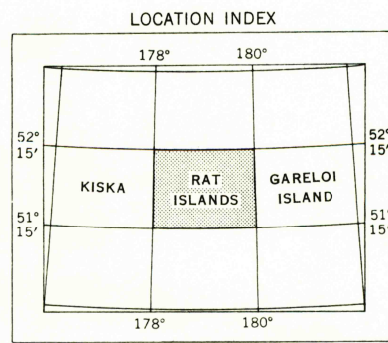 LOCATION INDEX
178° 180°
52° 15' 52° 15'
KISKA RAT ISLANDS GARELOI ISLAND
51° 15' 51° 15'
178° 180°